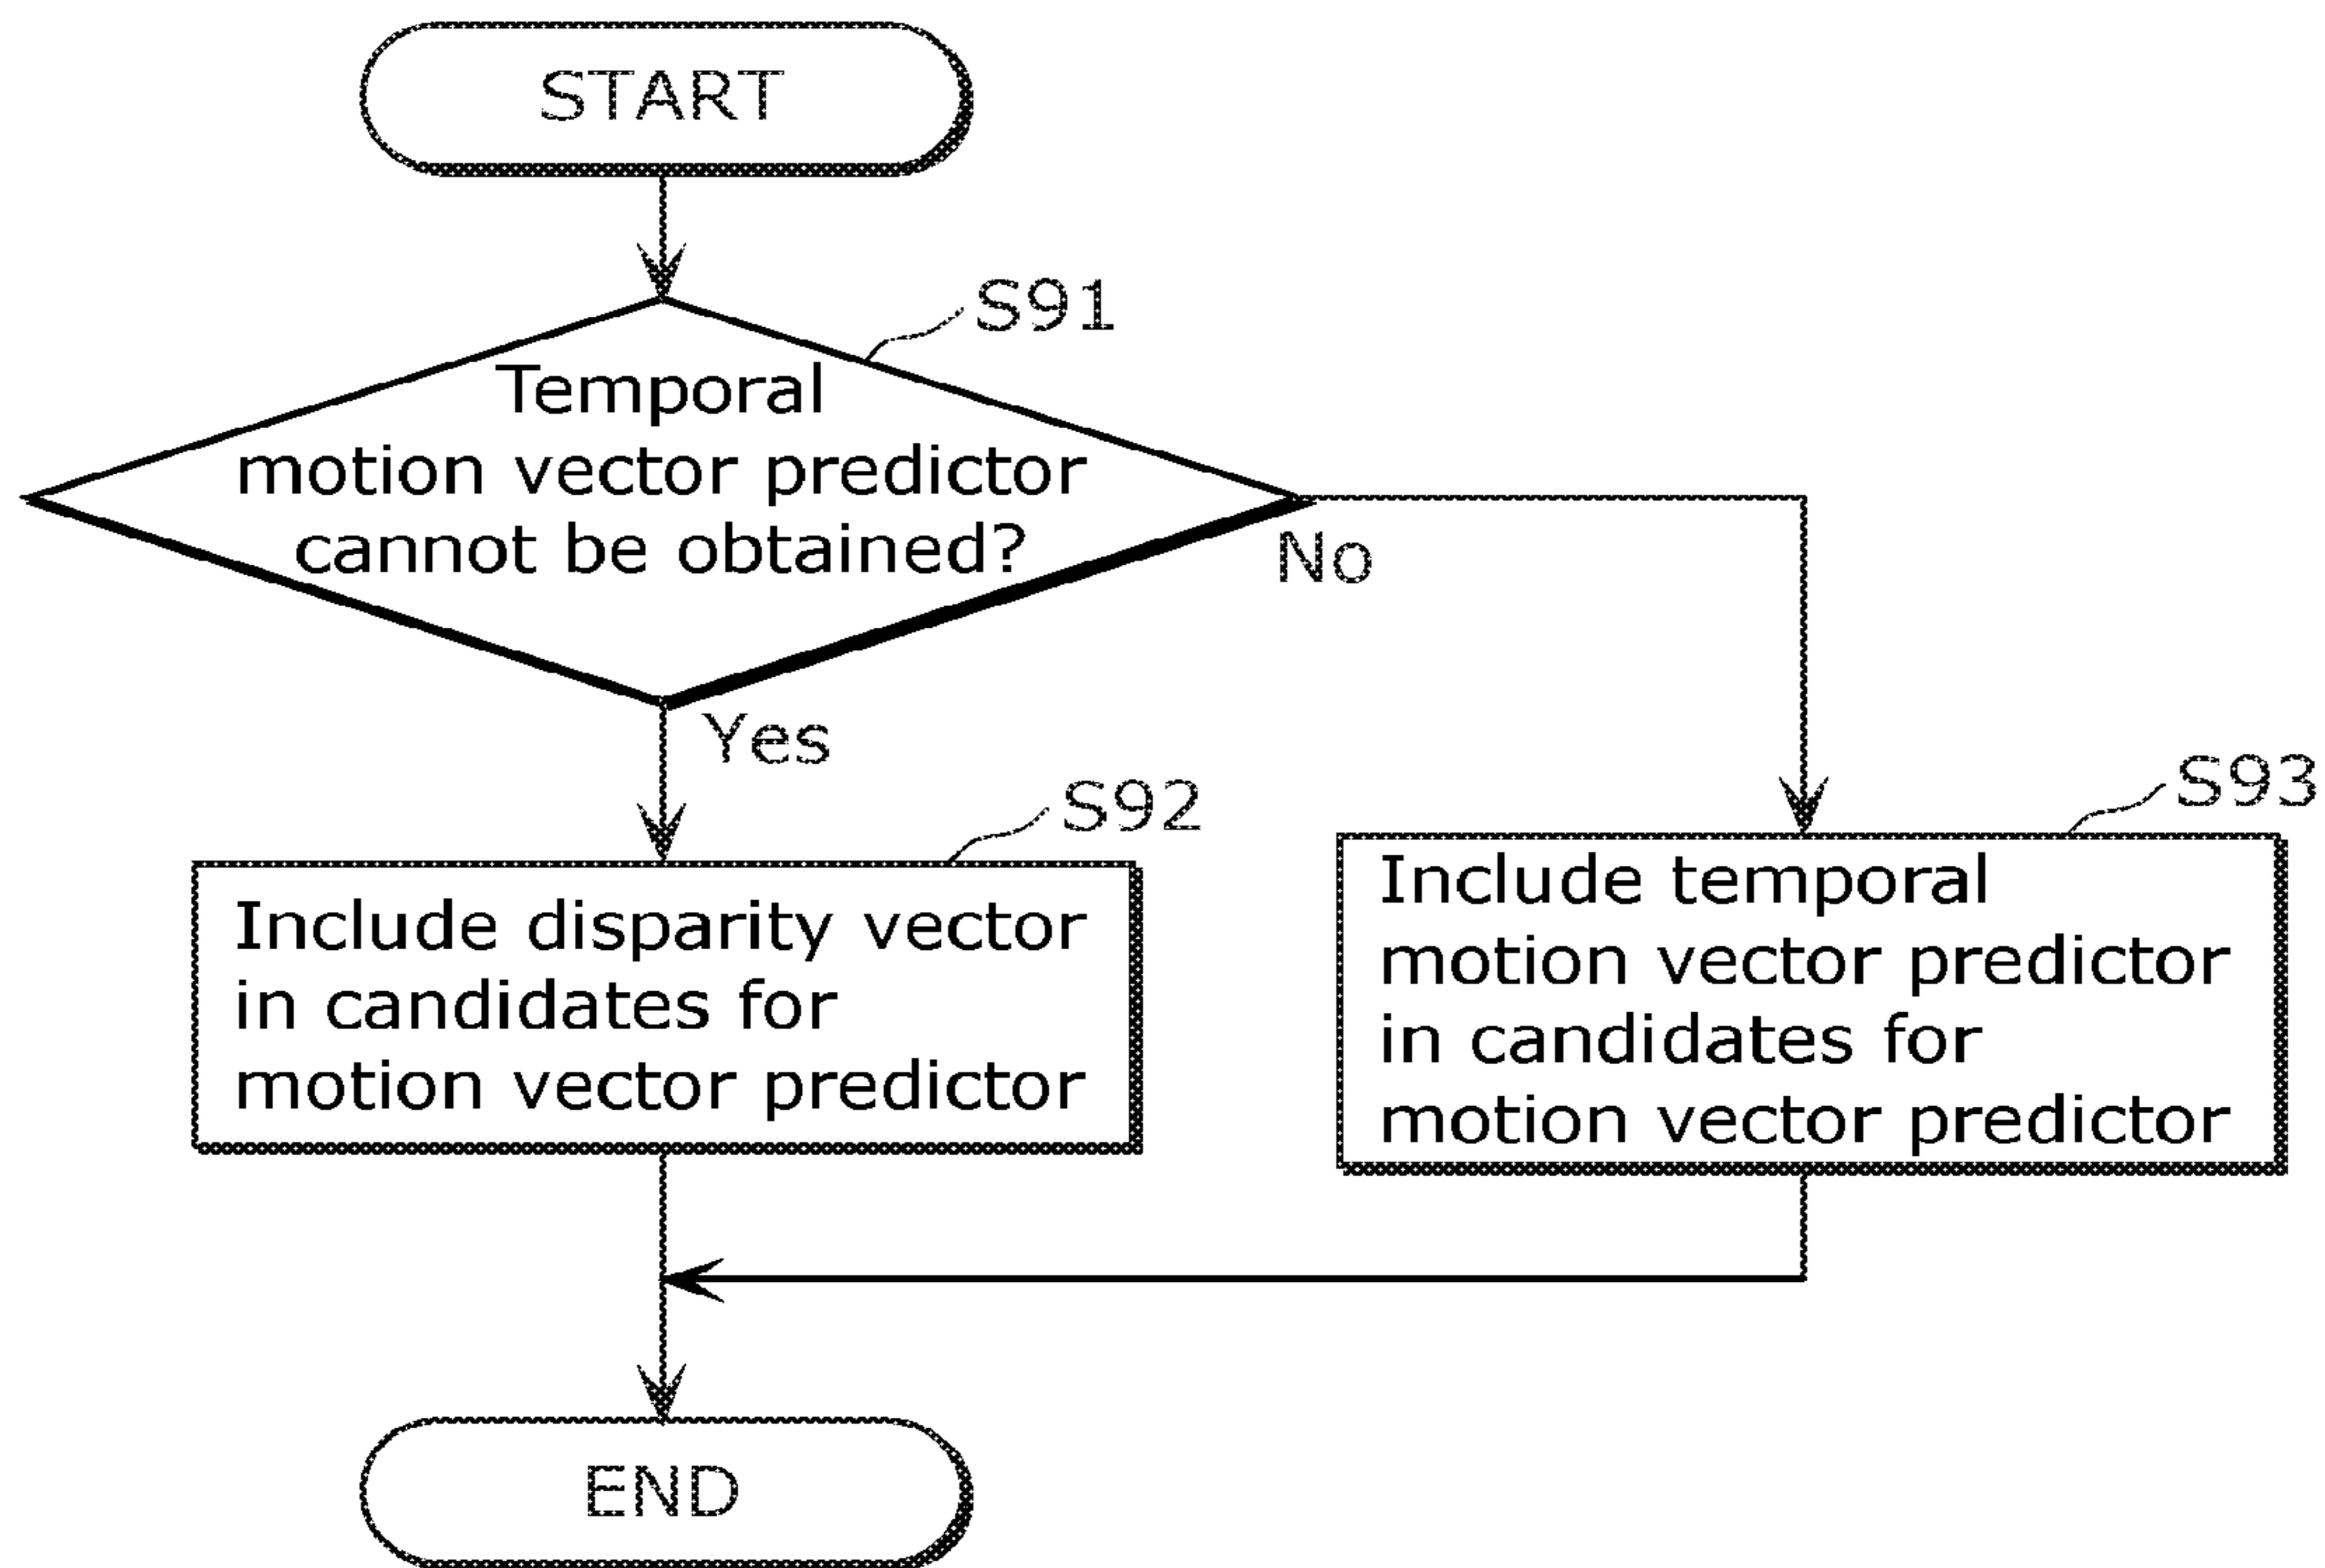 START
S91
Temporal
motion vector predictor
cannot be obtained?
No
Yes
S92
Include disparity vector
in candidates for
motion vector predictor
S93
Include temporal
motion vector predictor
in candidates for
motion vector predictor
END